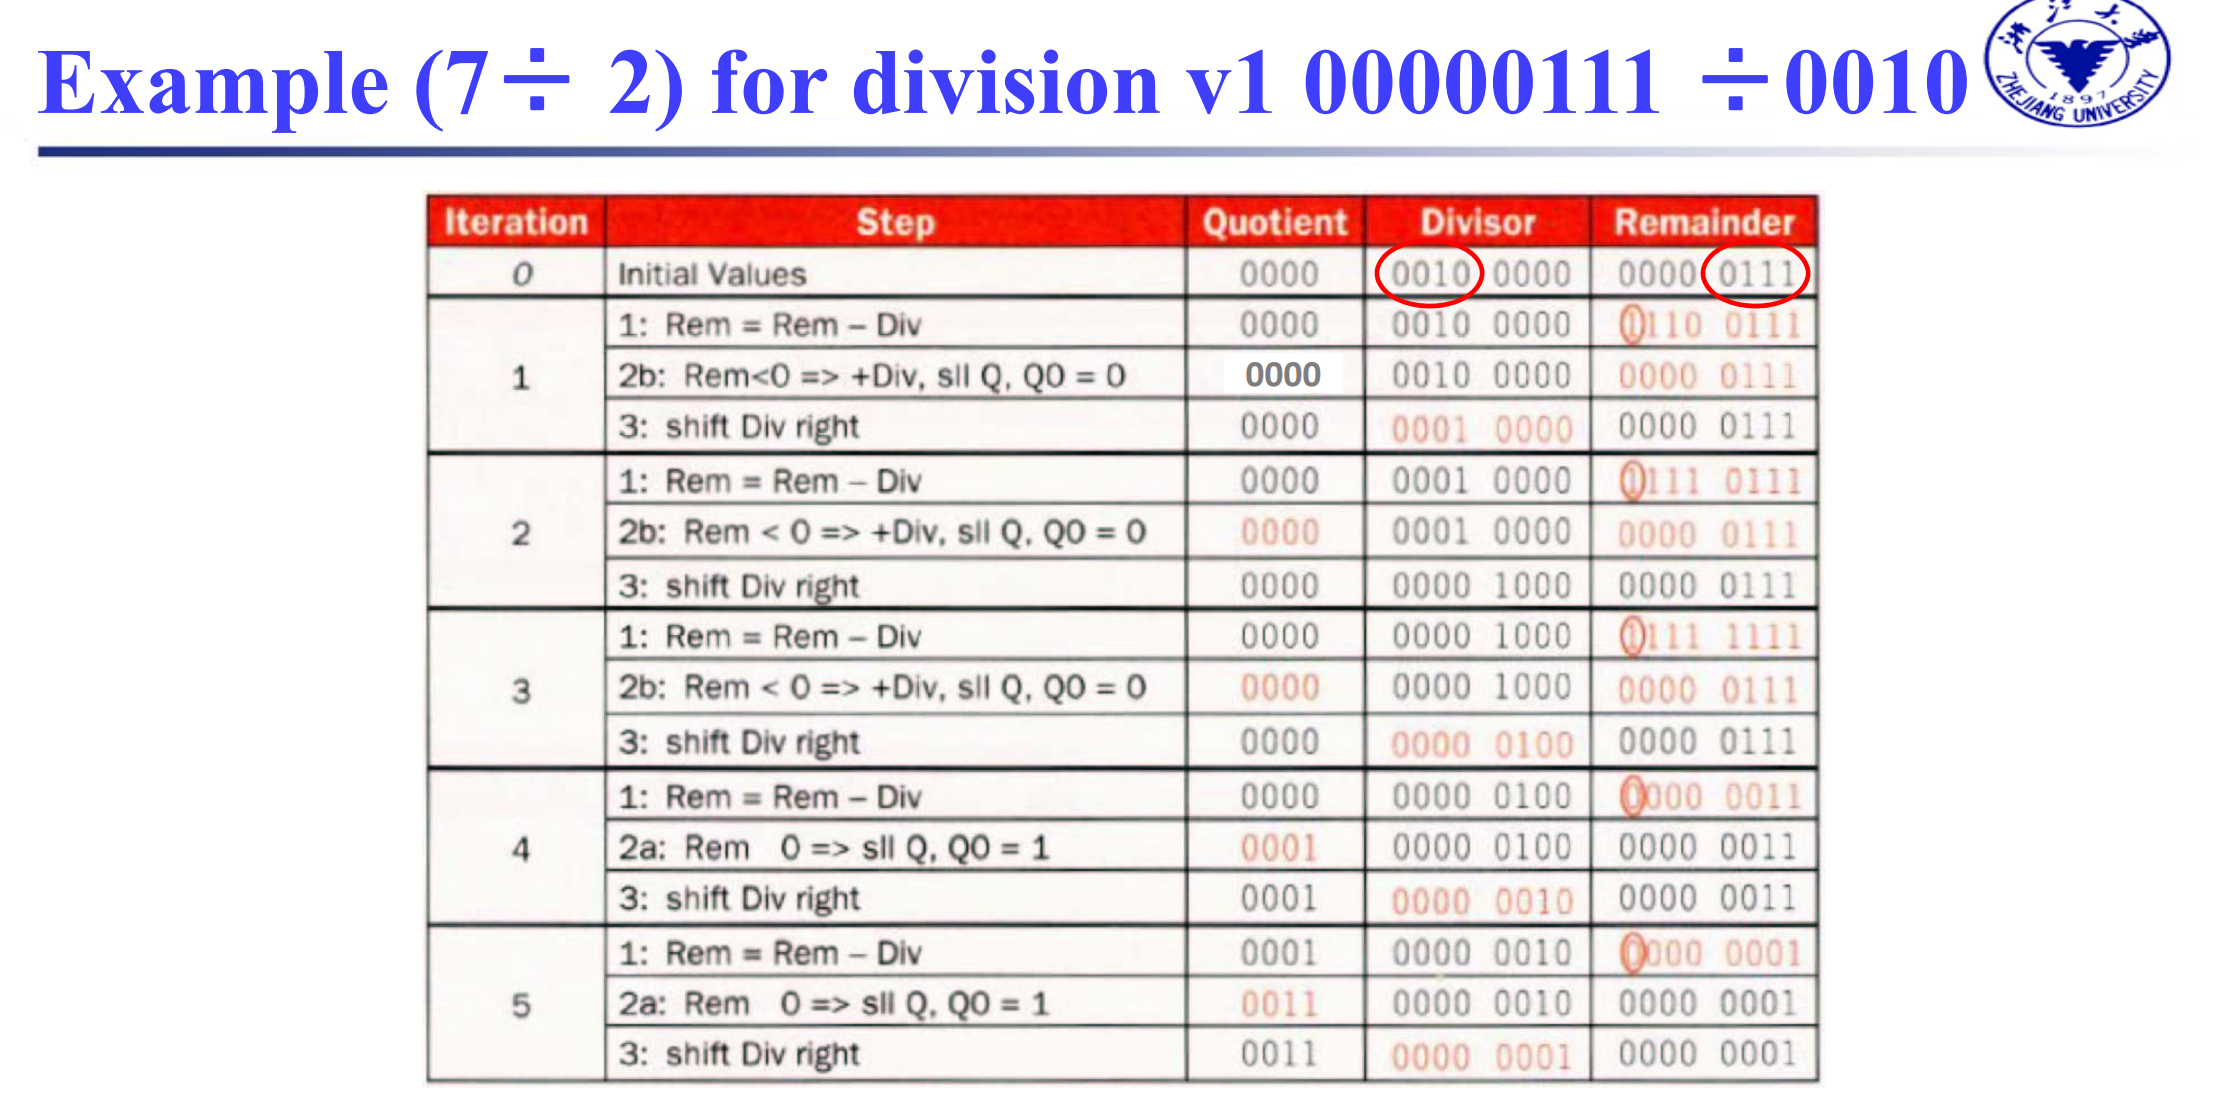 Example (7÷ 2) for division v1 00000111 ÷0010
浙江大學
ZHEJIANG UNIVERSITY
1897
Iteration Step Quotient Divisor Remainder
0 Initial Values 0000 0010 0000 0000 0111
1: Rem = Rem – Div 0000 0010 0000 1110 0111
1 2b: Rem<0 => +Div, sll Q, Q0 = 0 0000 0010 0000 0000 0111
3: shift Div right 0000 0001 0000 0000 0111
1: Rem = Rem – Div 0000 0001 0000 1111 0111
2 2b: Rem < 0 => +Div, sll Q, Q0 = 0 0000 0001 0000 0000 0111
3: shift Div right 0000 0000 1000 0000 0111
1: Rem = Rem – Div 0000 0000 1000 1111 1111
3 2b: Rem < 0 => +Div, sll Q, Q0 = 0 0000 0000 1000 0000 0111
3: shift Div right 0000 0000 0100 0000 0111
1: Rem = Rem – Div 0000 0000 0100 0000 0011
4 2a: Rem 0 => sll Q, Q0 = 1 0001 0000 0100 0000 0011
3: shift Div right 0001 0000 0010 0000 0011
1: Rem = Rem – Div 0001 0000 0010 0000 0001
5 2a: Rem 0 => sll Q, Q0 = 1 0011 0000 0010 0000 0001
3: shift Div right 0011 0000 0001 0000 0001